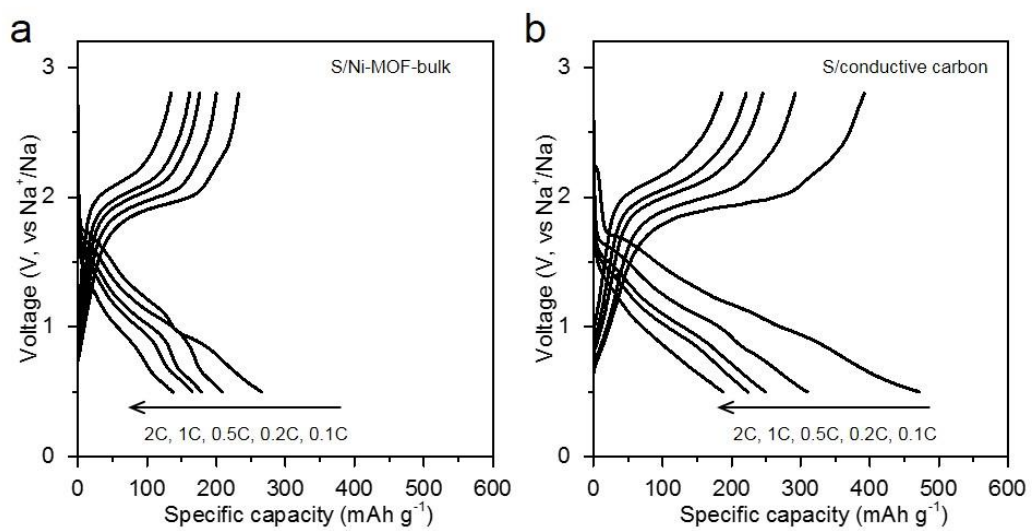 a
S/Ni-MOF-bulk
3
2
1
0
Voltage (V, vs Na⁺/Na)
2C, 1C, 0.5C, 0.2C, 0.1C
0 100 200 300 400 500 600
Specific capacity (mAh g⁻¹)
b
S/conductive carbon
3
2
1
0
Voltage (V, vs Na⁺/Na)
2C, 1C, 0.5C, 0.2C, 0.1C
0 100 200 300 400 500 600
Specific capacity (mAh g⁻¹)